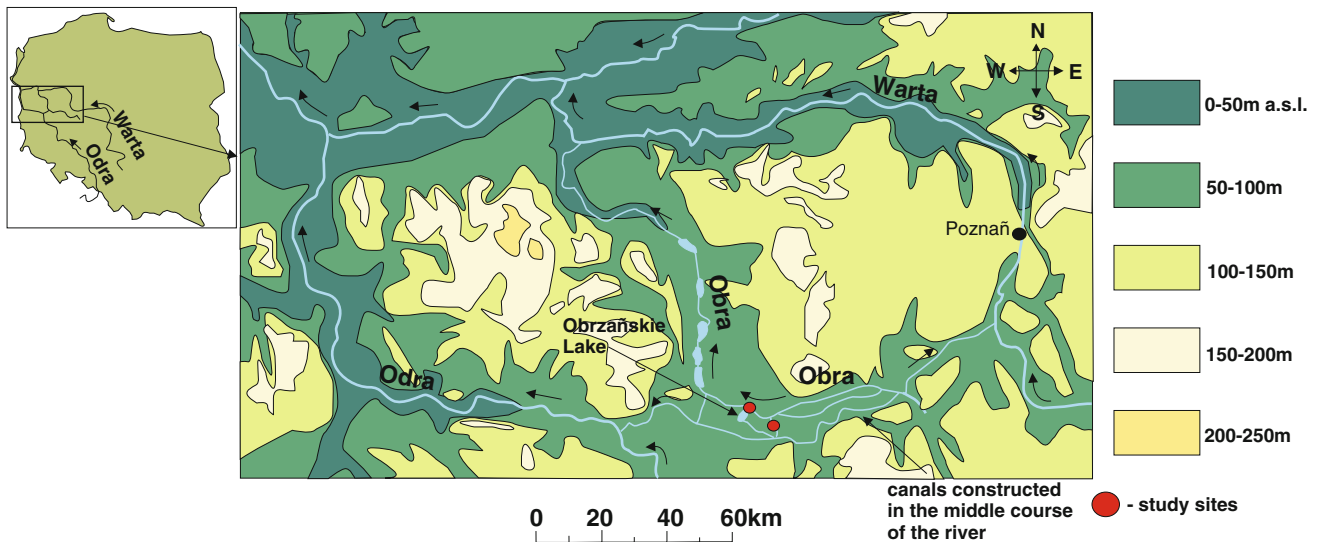 Warta
Odra
N
W E
S
Warta
Poznañ
Obra
Obrzañskie
Lake
Odra
Obra
0-50m a.s.l.
50-100m
100-150m
150-200m
200-250m
canals constructed
in the middle course
of the river
- study sites
0 20 40 60km